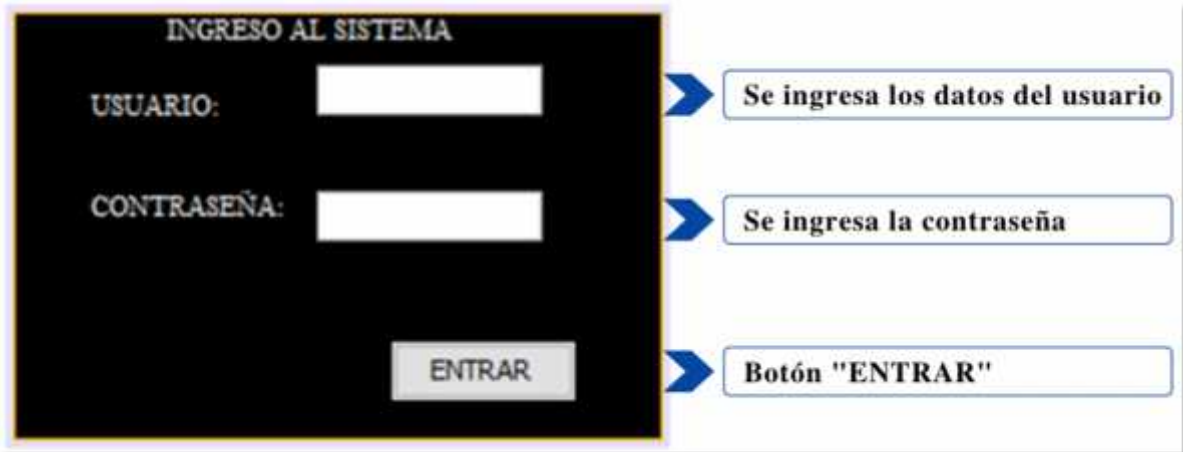 INGRESO AL SISTEMA
USUARIO:
Se ingresa los datos del usuario
CONTRASEÑA:
Se ingresa la contraseña
ENTRAR
Botón "ENTRAR"